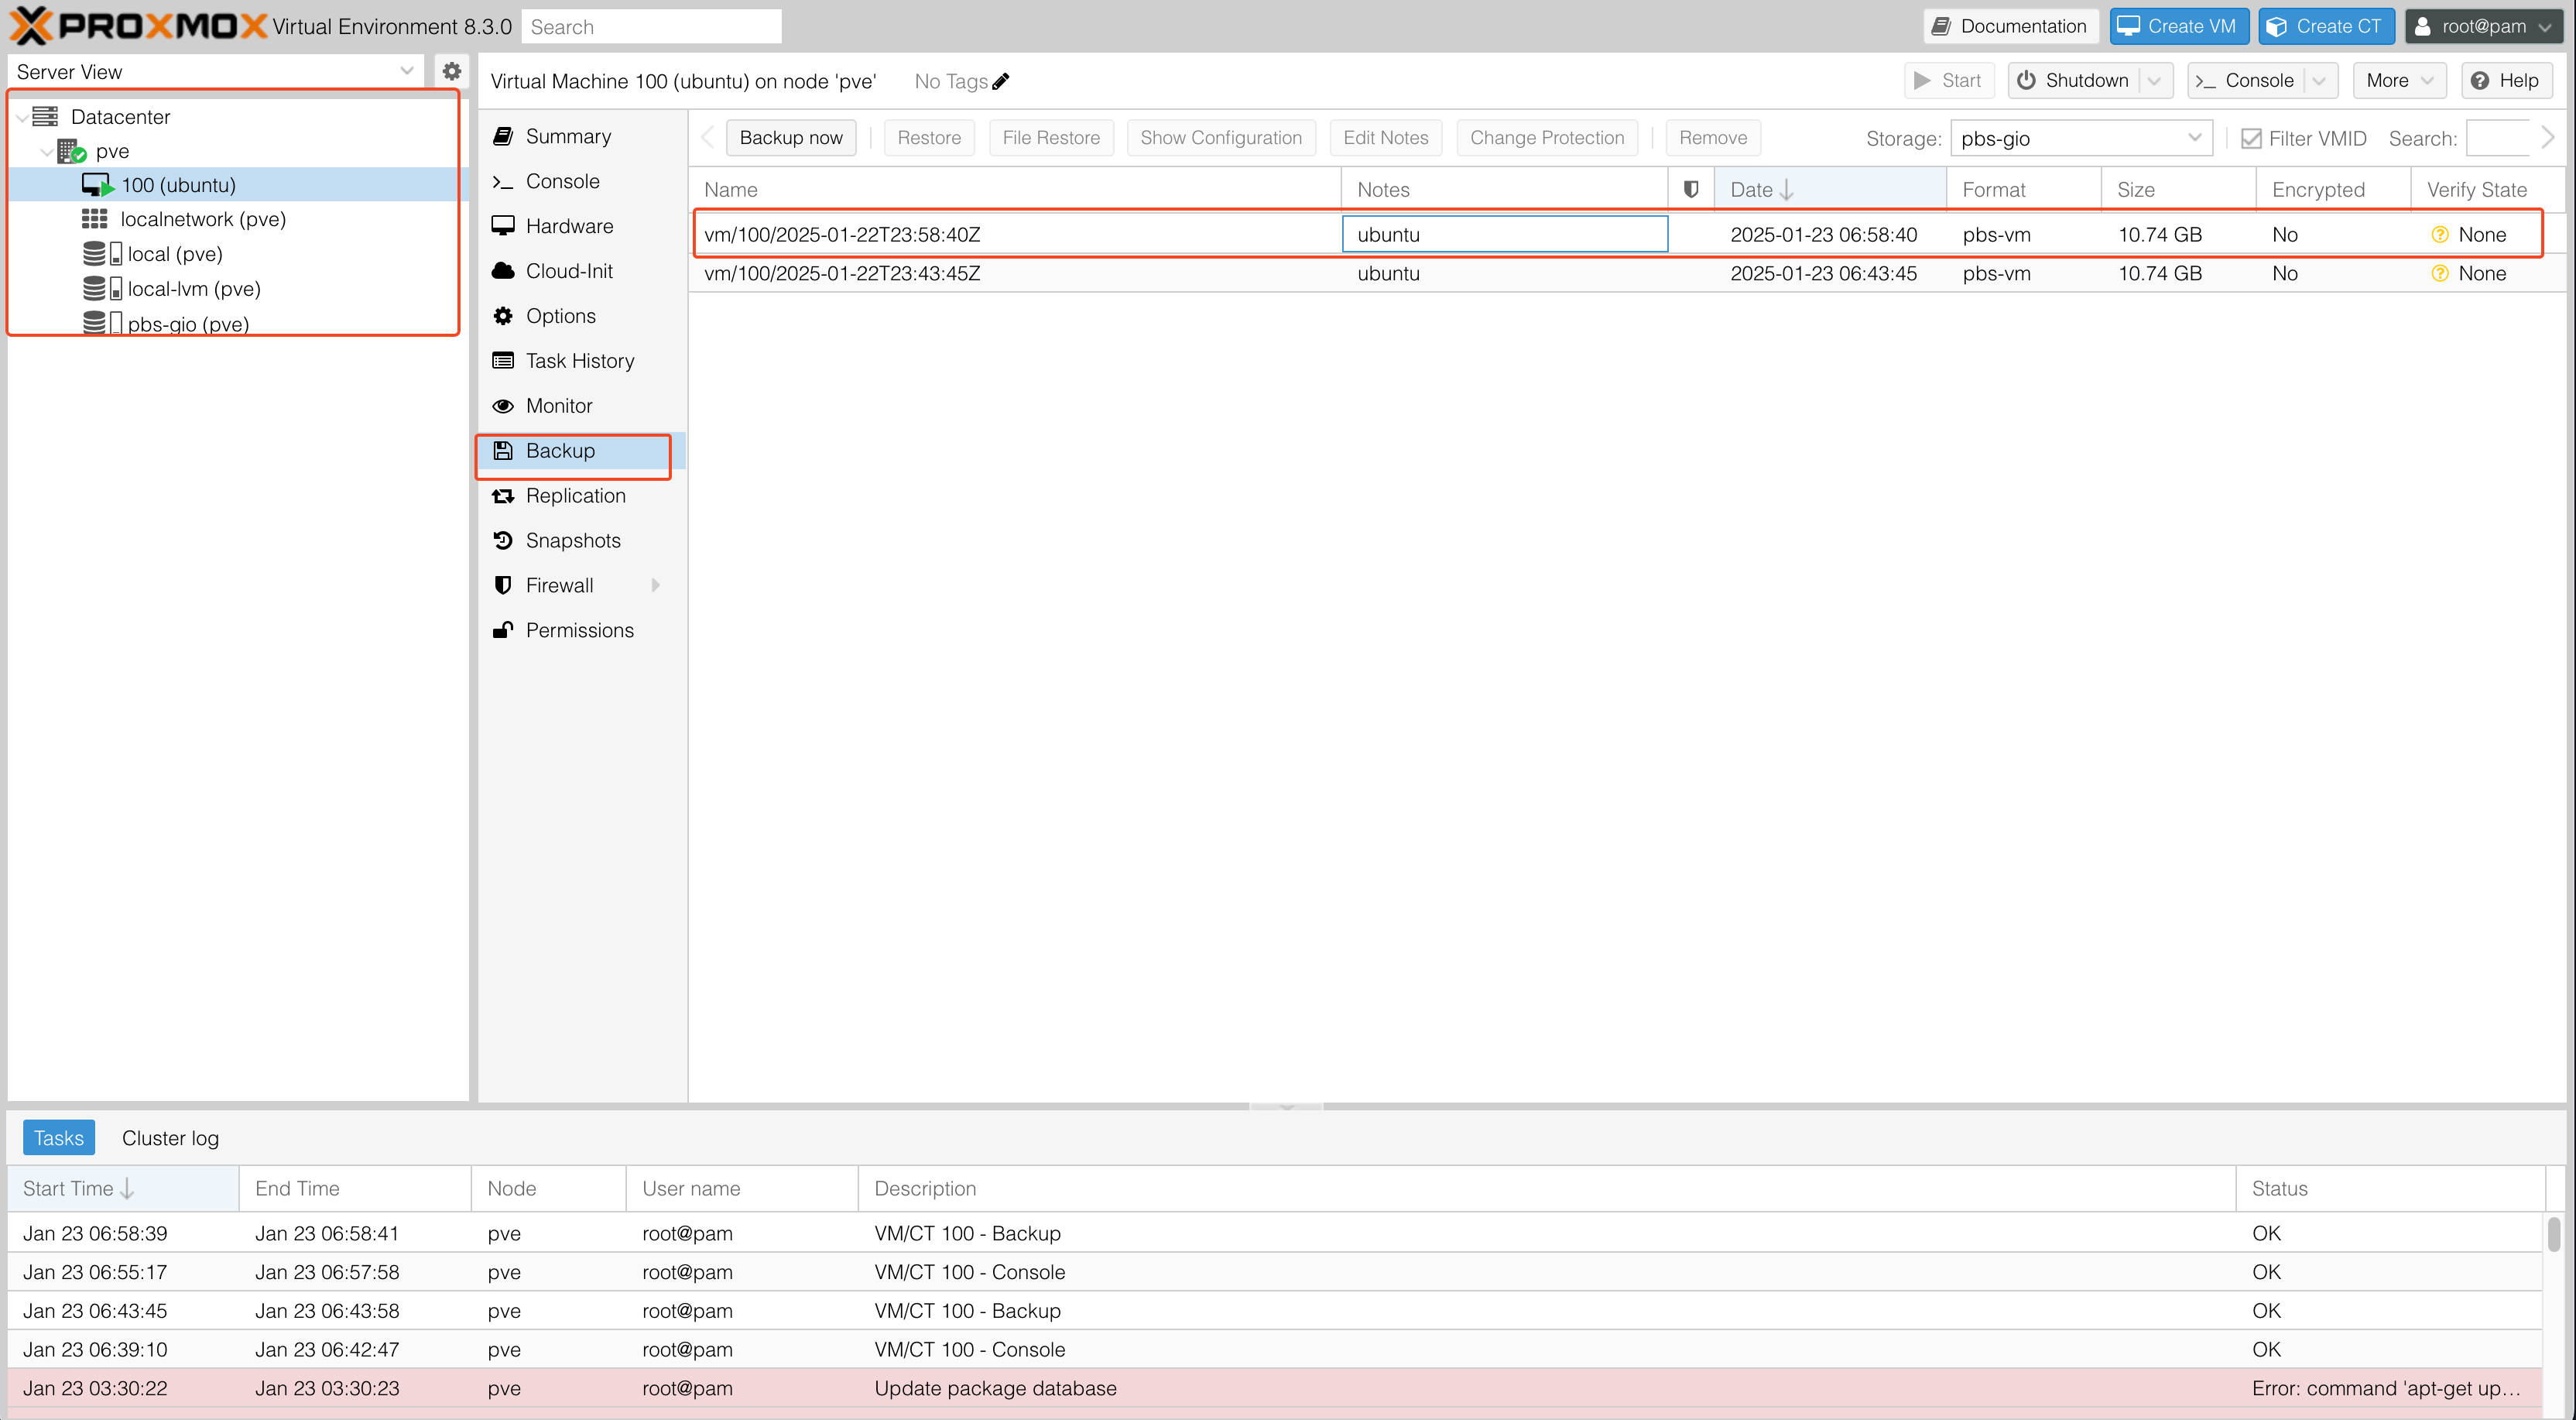 PROXMOX Virtual Environment 8.3.0 Search Documentation Create VM Create CT root@pam
Server View
Datacenter
pve
100 (ubuntu)
localnetwork (pve)
local (pve)
local-lvm (pve)
pbs-gio (pve)
Virtual Machine 100 (ubuntu) on node 'pve' No Tags Start Shutdown Console More Help
Summary
Console
Hardware
Cloud-Init
Options
Task History
Monitor
Backup
Replication
Snapshots
Firewall
Permissions
Backup now Restore File Restore Show Configuration Edit Notes Change Protection Remove Storage: pbs-gio Filter VMID Search:
Name Notes Date Format Size Encrypted Verify State
vm/100/2025-01-22T23:58:40Z ubuntu 2025-01-23 06:58:40 pbs-vm 10.74 GB No None
vm/100/2025-01-22T23:43:45Z ubuntu 2025-01-23 06:43:45 pbs-vm 10.74 GB No None
Tasks Cluster log
Start Time End Time Node User name Description Status
Jan 23 06:58:39 Jan 23 06:58:41 pve root@pam VM/CT 100 - Backup OK
Jan 23 06:55:17 Jan 23 06:57:58 pve root@pam VM/CT 100 - Console OK
Jan 23 06:43:45 Jan 23 06:43:58 pve root@pam VM/CT 100 - Backup OK
Jan 23 06:39:10 Jan 23 06:42:47 pve root@pam VM/CT 100 - Console OK
Jan 23 03:30:22 Jan 23 03:30:23 pve root@pam Update package database Error: command 'apt-get up...